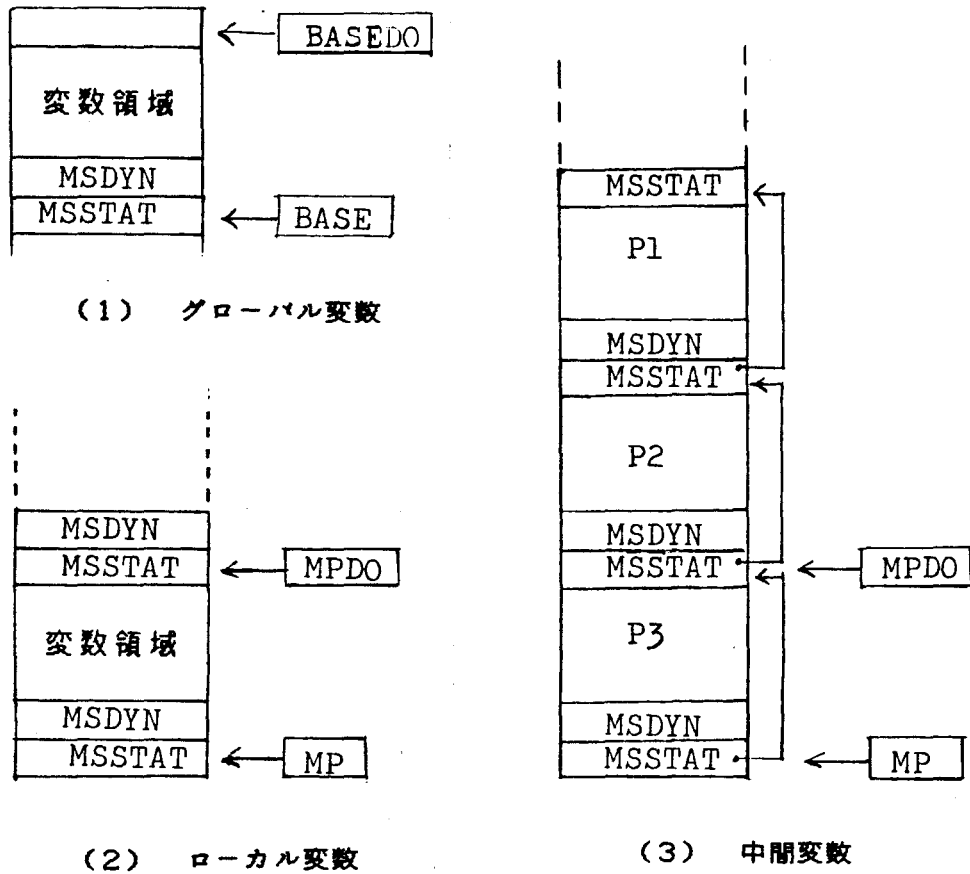 BASEDO
変数領域
MSDYN
MSSTAT
BASE
(1) グローバル変数
MSDYN
MSSTAT
MPDO
変数領域
MSDYN
MSSTAT
MP
(2) ローカル変数
MSSTAT
P1
MSDYN
MSSTAT
P2
MSDYN
MSSTAT
MPDO
P3
MSDYN
MSSTAT
MP
(3) 中間変数